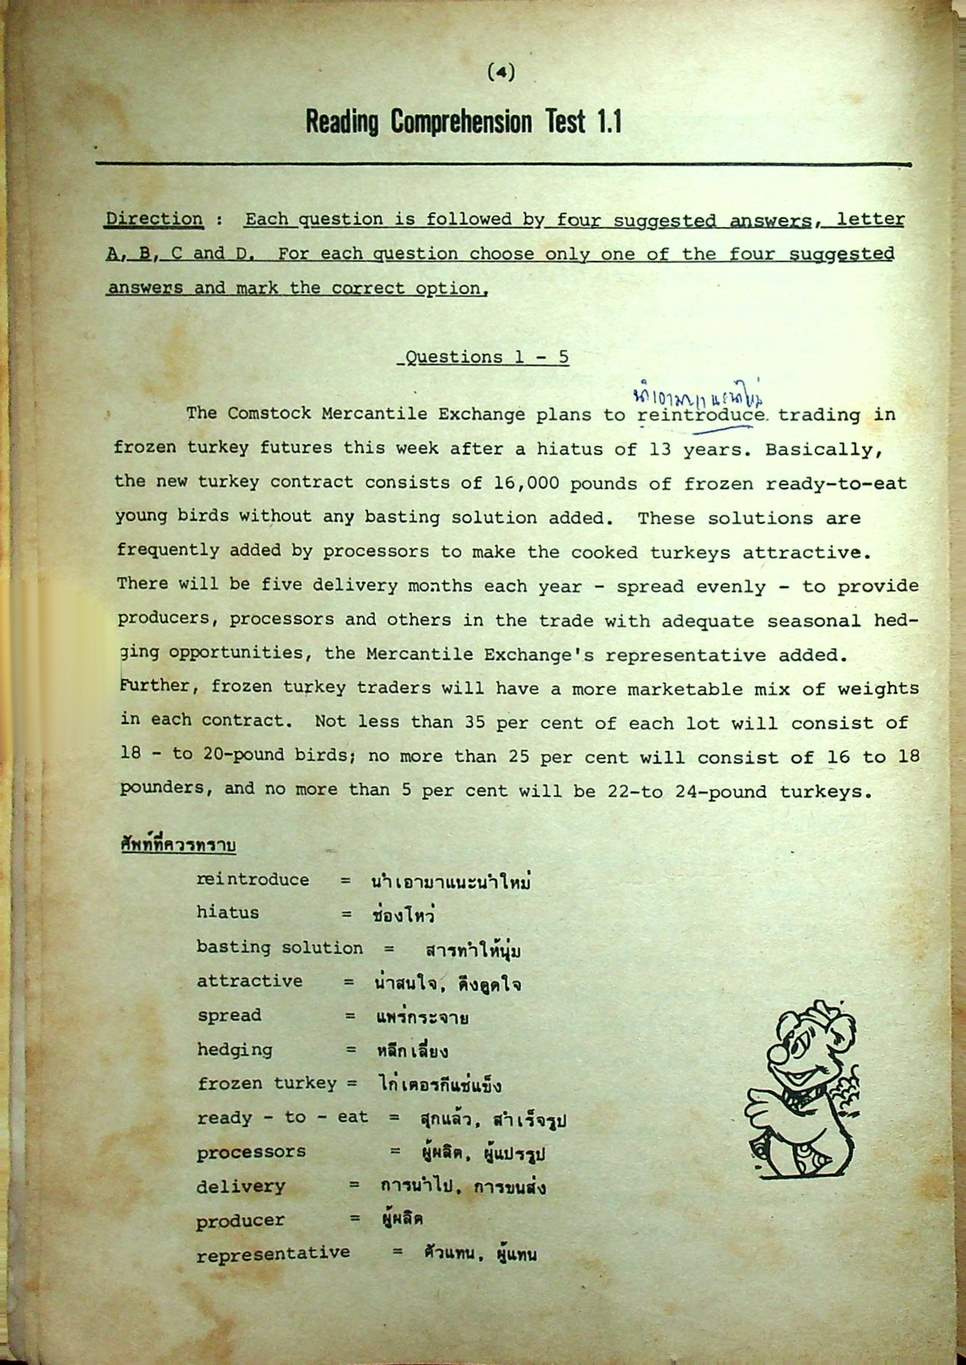 (4)
Reading Comprehension Test 1.1
Direction : Each question is followed by four suggested answers, letter
A, B, C and D. For each question choose only one of the four suggested
answers and mark the correct option.
Questions 1 - 5
นำเอามาแนะนำใหม่
The Comstock Mercantile Exchange plans to reintroduce trading in
frozen turkey futures this week after a hiatus of 13 years. Basically,
the new turkey contract consists of 16,000 pounds of frozen ready-to-eat
young birds without any basting solution added. These solutions are
frequently added by processors to make the cooked turkeys attractive.
There will be five delivery months each year - spread evenly - to provide
producers, processors and others in the trade with adequate seasonal hed-
ging opportunities, the Mercantile Exchange's representative added.
Further, frozen turkey traders will have a more marketable mix of weights
in each contract. Not less than 35 per cent of each lot will consist of
18 - to 20-pound birds; no more than 25 per cent will consist of 16 to 18
pounders, and no more than 5 per cent will be 22-to 24-pound turkeys.
ศัพท์ที่ควรทราบ
reintroduce = นำเอามาแนะนำใหม่
hiatus = ช่องโหว่
basting solution = สารทำให้นุ่ม
attractive = น่าสนใจ, ดึงดูดใจ
spread = แพร่กระจาย
hedging = หลีกเลี่ยง
frozen turkey = ไก่เตอรกีแช่แข็ง
ready - to - eat = สุกแล้ว, สำเร็จรูป
processors = ผู้ผลิต, ผู้แปรรูป
delivery = การนำไป, การขนส่ง
producer = ผู้ผลิต
representative = ตัวแทน, ผู้แทน